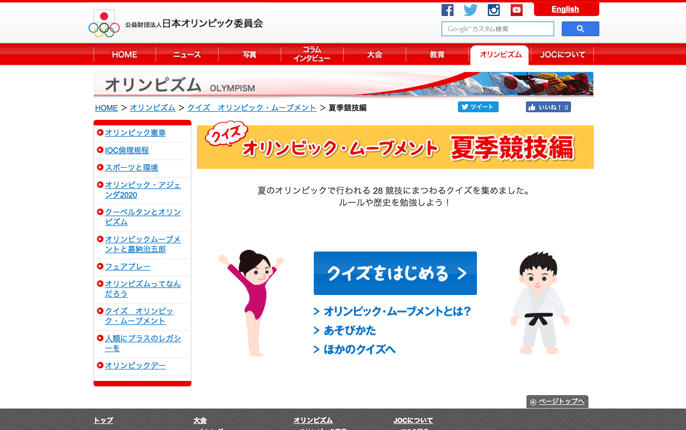 公益財団法人 日本オリンピック委員会
English
Google カスタム検索
HOME
ニュース
写真
コラム
インタビュー
大会
教育
オリンピズム
JOCについて
オリンピズム OLYMPISM
HOME > オリンピズム > クイズ オリンピック・ムーブメント > 夏季競技編
ツイート
いいね! 0
オリンピック憲章
IOC倫理規程
スポーツと環境
オリンピック・アジェ
ンダ2020
クーベルタンとオリン
ピズム
オリンピックムーブメ
ントと嘉納治五郎
フェアプレー
オリンピズムってなん
だろう
クイズ オリンピッ
ク・ムーブメント
人類にプラスのレガシ
ーを
オリンピックデー
クイズ
オリンピック・ムーブメント 夏季競技編
夏のオリンピックで行われる 28 競技にまつわるクイズを集めました。
ルールや歴史を勉強しよう!
クイズをはじめる >
> オリンピック・ムーブメントとは?
> あそびかた
> ほかのクイズへ
ページトップへ
トップ
大会
オリンピズム
JOCについて